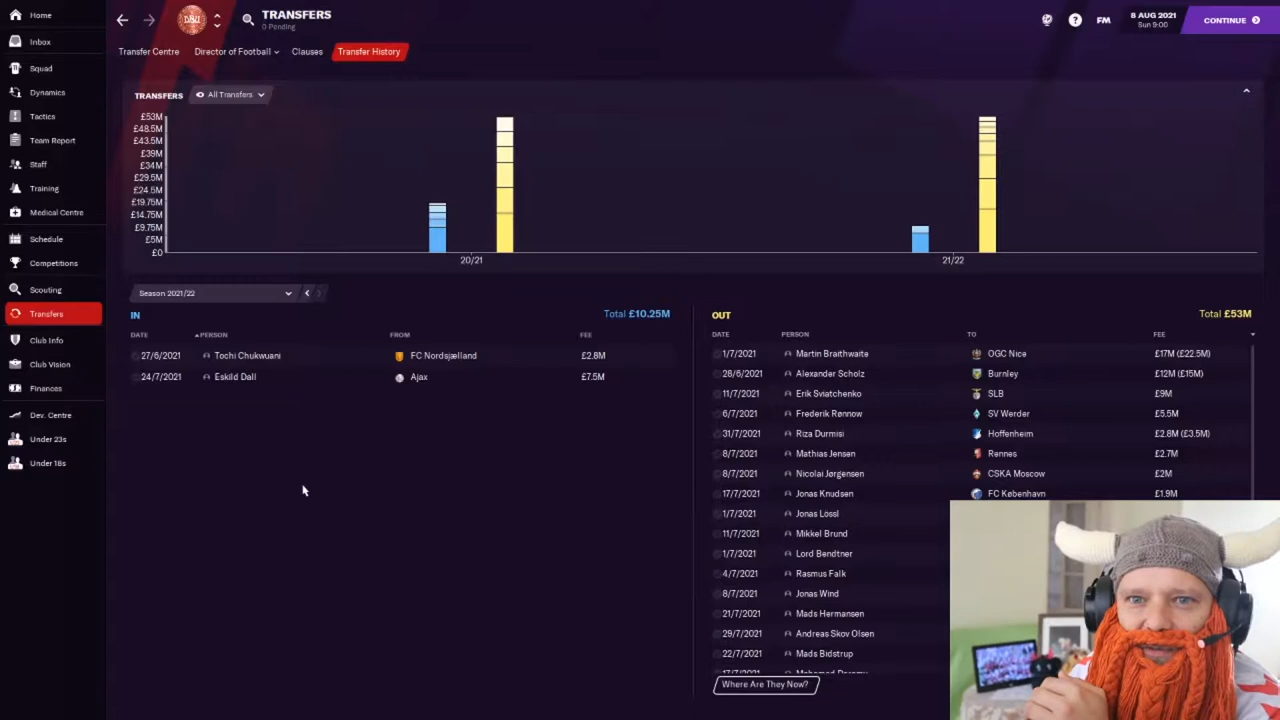 Home
Inbox
Squad
Dynamics
Tactics
Team Report
Staff
Training
Medical Centre
Schedule
Competitions
Scouting
Transfers
Club Info
Club Vision
Finances
Dev. Centre
Under 23s
Under 18s
DBU
TRANSFERS
0 Pending
? FM 8 AUG 2021 CONTINUE
Sun 9:00
Transfer Centre Director of Football Clauses Transfer History
TRANSFERS All Transfers
£53M
£48.5M
£43.5M
£39M
£34M
£29.5M
£24.5M
£19.75M
£14.75M
£9.75M
£5M
£0
20/21 21/22
Season 2021/22
IN Total £10.25M
DATE PERSON FROM FEE
27/6/2021 Tochi Chukwuani FC Nordsjælland £2.8M
24/7/2021 Eskild Dall Ajax £7.5M
OUT Total £53M
DATE PERSON TO FEE
1/7/2021 Martin Braithwaite OGC Nice £17M (£22.5M)
28/6/2021 Alexander Scholz Burnley £12M (£15M)
11/7/2021 Erik Sviatchenko SLB £9M
6/7/2021 Frederik Rønnow SV Werder £5.5M
31/7/2021 Riza Durmisi Hoffenheim £2.8M (£3.5M)
8/7/2021 Mathias Jensen Rennes £2.7M
8/7/2021 Nicolai Jørgensen CSKA Moscow £2M
17/7/2021 Jonas Knudsen FC København £1.9M
1/7/2021 Jonas Lössl
11/7/2021 Mikkel Brund
1/7/2021 Lord Bendtner
4/7/2021 Rasmus Falk
8/7/2021 Jonas Wind
21/7/2021 Mads Hermansen
29/7/2021 Andreas Skov Olsen
22/7/2021 Mads Bidstrup
Where Are They Now?